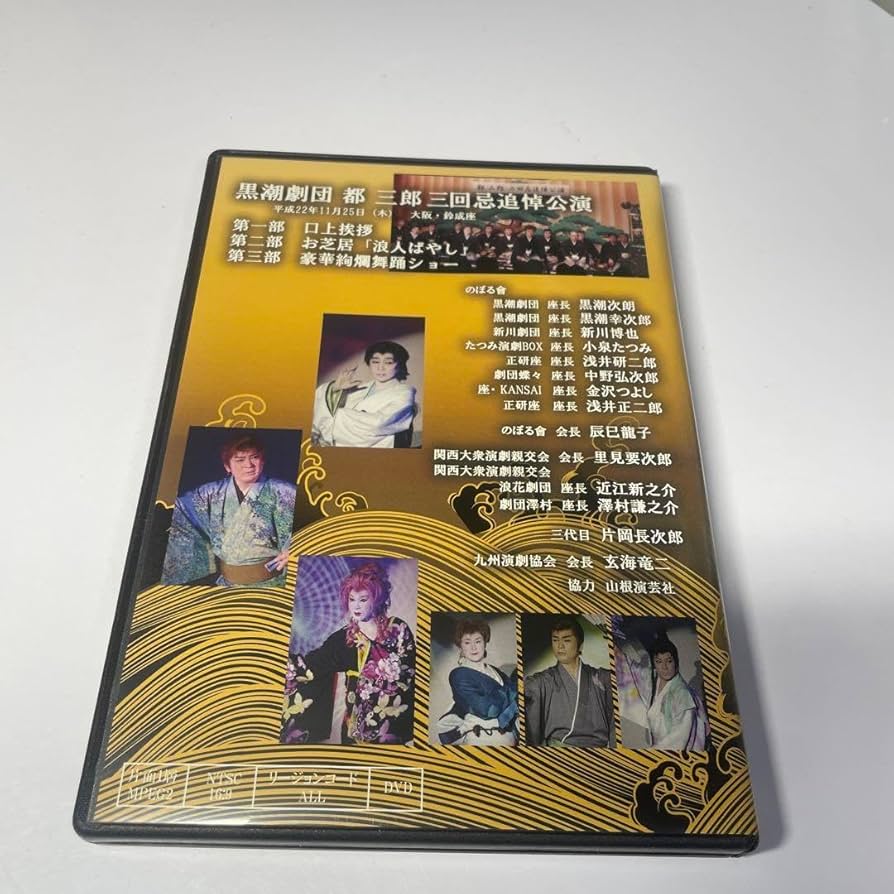 黒潮劇団 都 三郎 三回忌追悼公演
平成22年11月25日（木） 大阪・鈴成座
第一部 口上挨拶
第二部 お芝居「浪人ばやし」
第三部 豪華絢爛舞踊ショー
のぼる會
黒潮劇団 座長 黒潮次朗
黒潮劇団 座長 黒潮幸次郎
新川劇団 座長 新川博也
たつみ演劇BOX 座長 小泉たつみ
正研座 座長 浅井研二郎
劇団蝶々 座長 中野弘次郎
座・KANSAI 座長 金沢つよし
正研座 座長 浅井正二郎
のぼる會 会長 辰巳龍子
関西大衆演劇親交会 会長 里見要次郎
関西大衆演劇親交会
浪花劇団 座長 近江新之介
劇団澤村 座長 澤村謙之介
三代目 片岡長次郎
九州演劇協会 会長 玄海竜二
協力 山根演芸社
片面1層 NTSC リージョンコード DVD
MPEG2 16:9 ALL